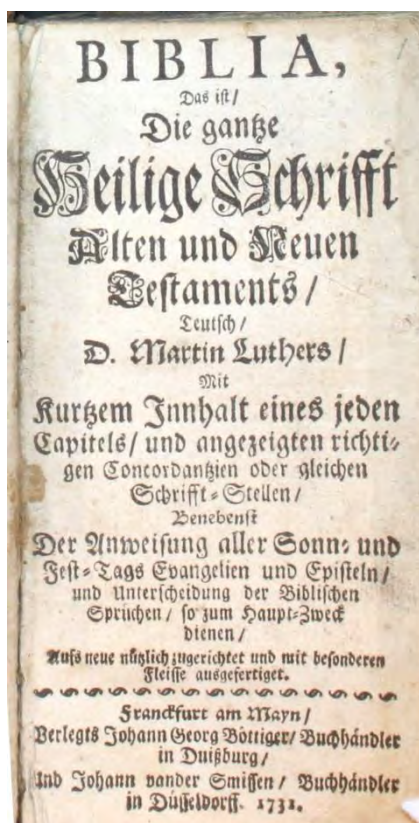 BIBLIA,
Das ist/
Die gantze
Heilige Schrifft
Alten und Neuen
Testaments/
Teutsch/
D. Martin Luthers/
Mit
Kurtzem Innhalt eines jeden
Capitels/ und angezeigten richti-
gen Concordantzien oder gleichen
Schrifft-Stellen/
Benebenst
Der Anweisung aller Sonn- und
Fest-Tags Evangelien und Episteln/
und Unterscheidung der Biblischen
Sprüchen/ so zum Haupt-Zweck
dienen/
Aufs neue nützlich zugerichtet und mit besonderen
Fleisse ausgefertiget.
Franckfurt am Mayn/
Verlegts Johann Georg Böttiger/ Buchhändler
in Duißburg/
Und Johann vander Smissen/ Buchhändler
in Düsseldorff. 1731.